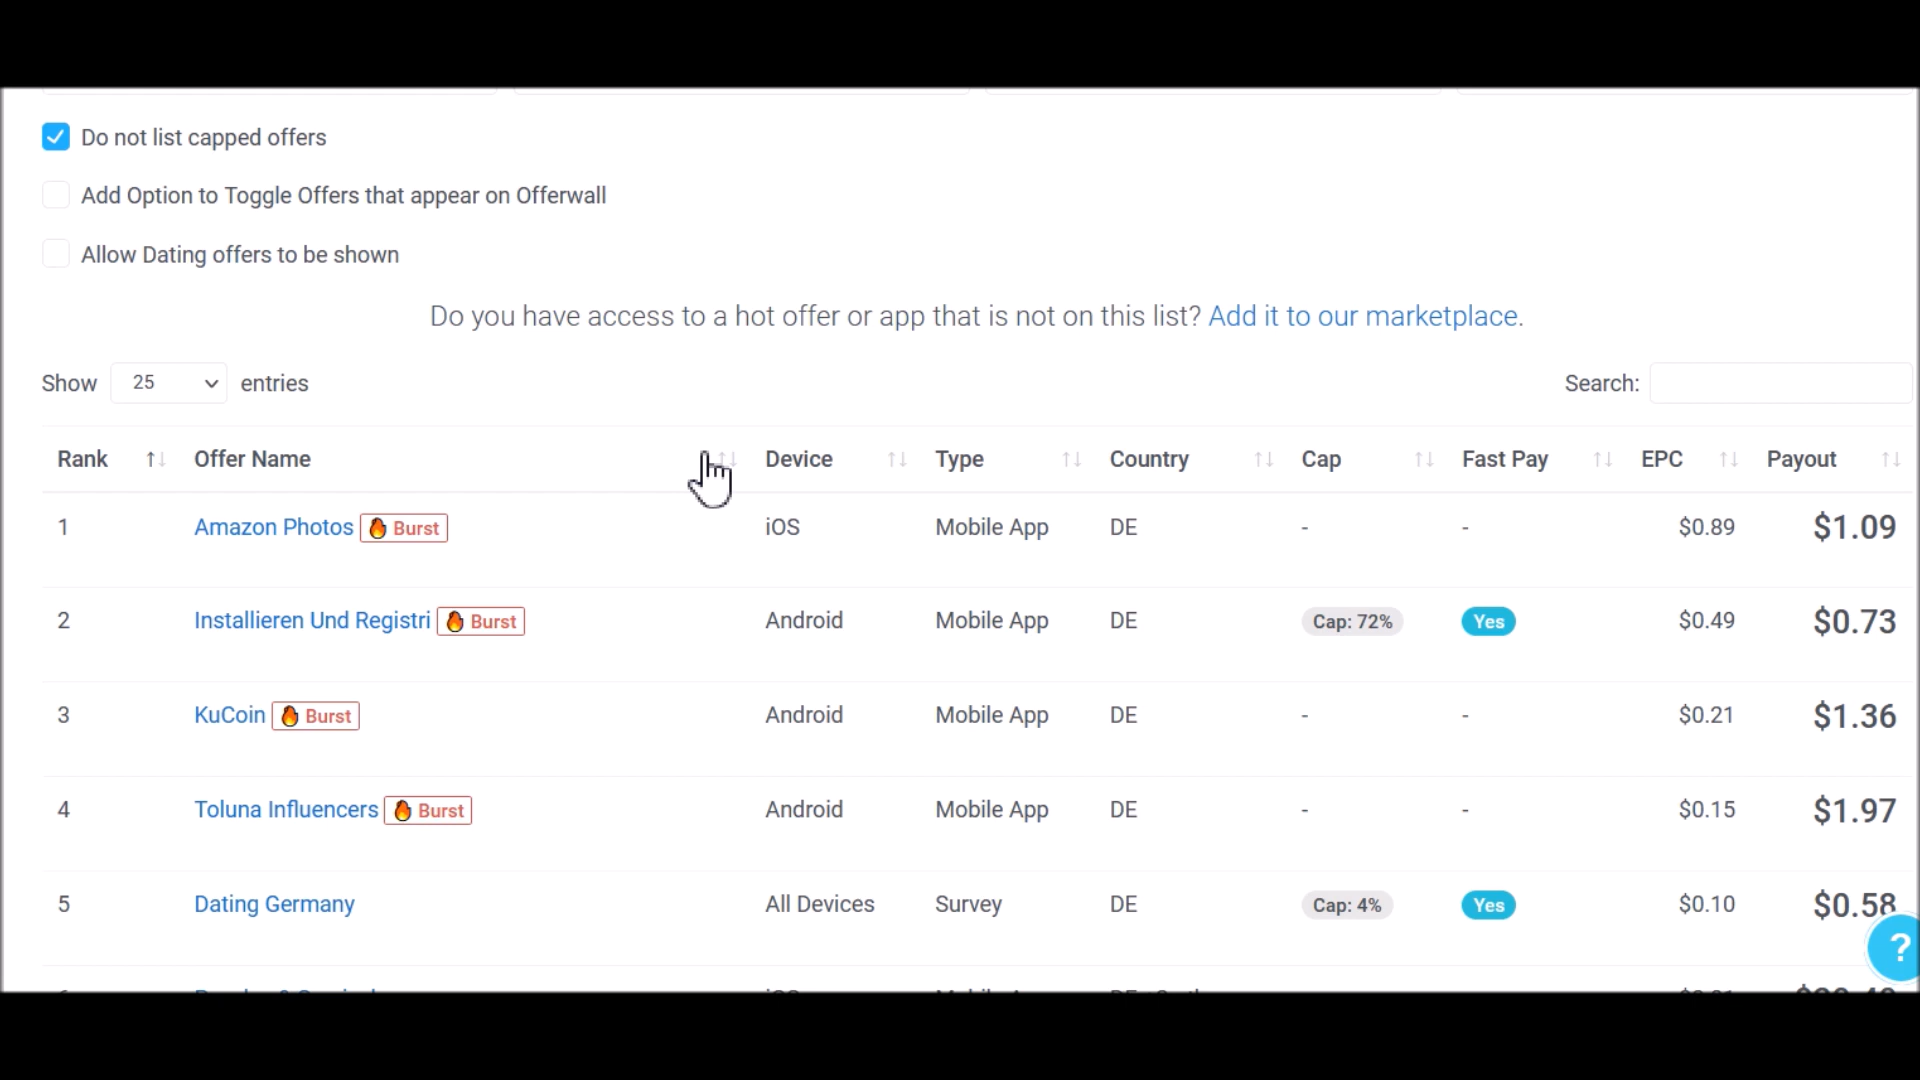 Do not list capped offers
Add Option to Toggle Offers that appear on Offerwall
Allow Dating offers to be shown
Do you have access to a hot offer or app that is not on this list? Add it to our marketplace.
Show 25 entries Search:
Rank Offer Name Device Type Country Cap Fast Pay EPC Payout
1 Amazon Photos Burst iOS Mobile App DE - - $0.89 $1.09
2 Installieren Und Registri Burst Android Mobile App DE Cap: 72% Yes $0.49 $0.73
3 KuCoin Burst Android Mobile App DE - - $0.21 $1.36
4 Toluna Influencers Burst Android Mobile App DE - - $0.15 $1.97
5 Dating Germany All Devices Survey DE Cap: 4% Yes $0.10 $0.58
?